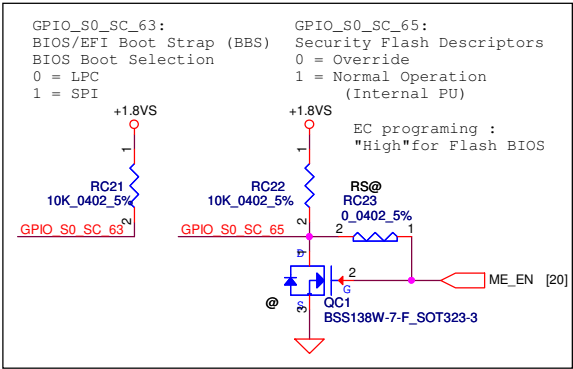 GPIO_S0_SC_63:
BIOS/EFI Boot Strap (BBS)
BIOS Boot Selection
0 = LPC
1 = SPI
GPIO_S0_SC_65:
Security Flash Descriptors
0 = Override
1 = Normal Operation
(Internal PU)
EC programing :
"High"for Flash BIOS
+1.8VS
+1.8VS
1
1
RC21
10K_0402_5%
RC22
10K_0402_5%
RS@
RC23
0_0402_5%
2
2
GPIO_S0_SC_63
GPIO_S0_SC_65
2
1
1
D
2
G
ME_EN [20]
@
S
3
QC1
BSS138W-7-F_SOT323-3